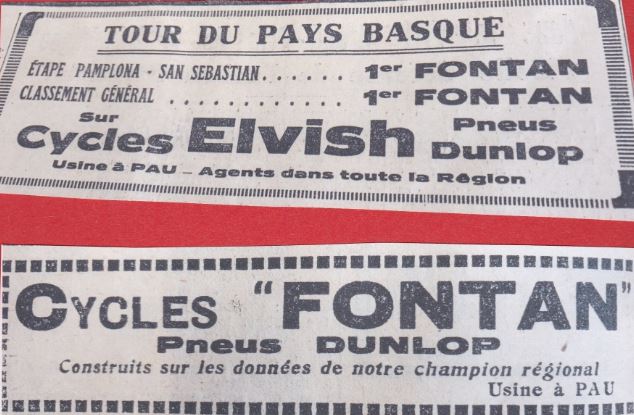 TOUR DU PAYS BASQUE
ÉTAPE PAMPLONA - SAN SEBASTIAN...... 1er FONTAN
CLASSEMENT GÉNÉRAL ............ 1er FONTAN
Sur
Cycles Elvish Pneus Dunlop
Usine à PAU - Agents dans toute la Région
CYCLES "FONTAN"
Pneus DUNLOP
Construits sur les données de notre champion régional
Usine à PAU